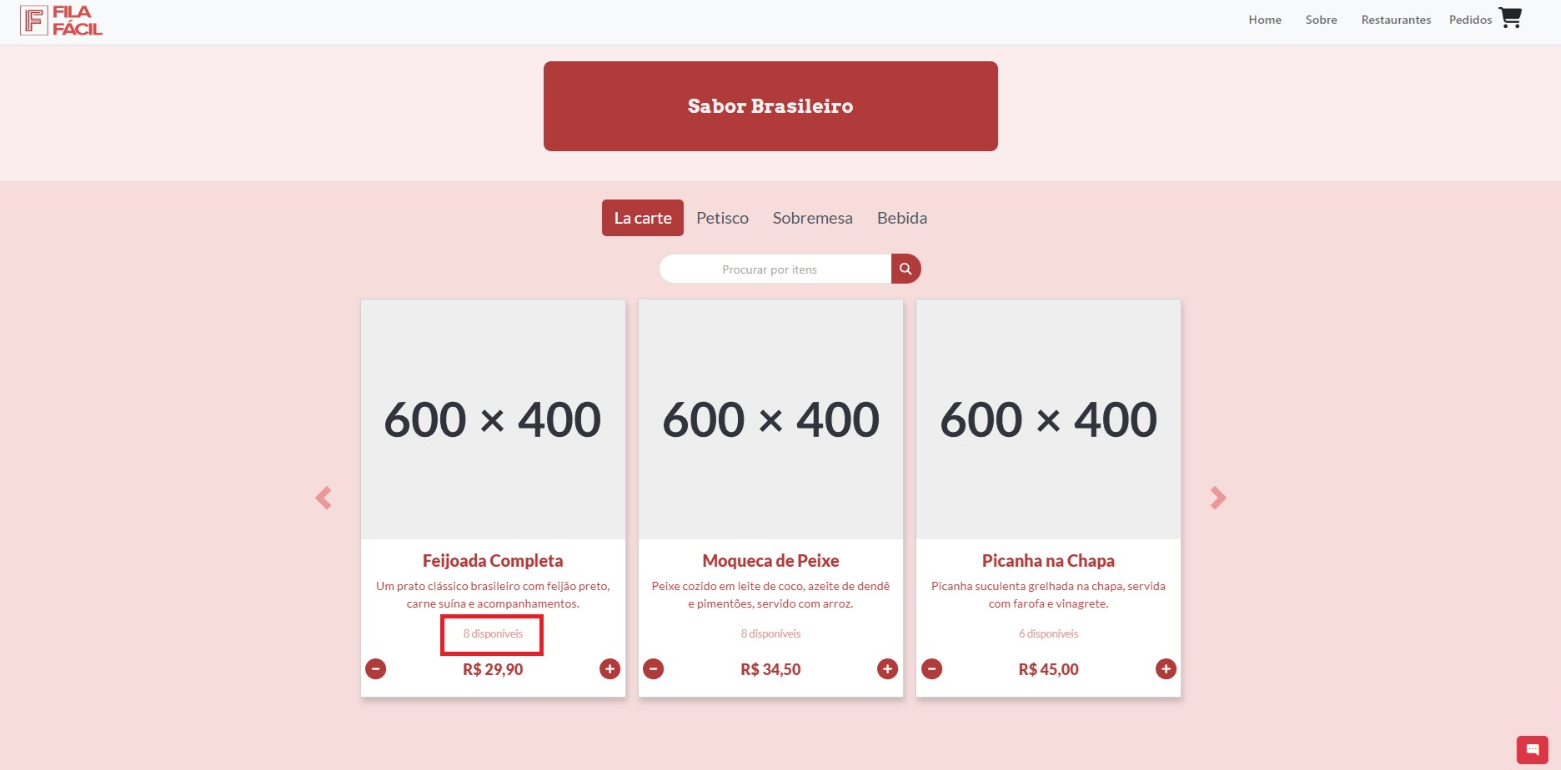 FILA
FÁCIL
Home Sobre Restaurantes Pedidos
Sabor Brasileiro
La carte Petisco Sobremesa Bebida
Procurar por itens
600 × 400
Feijoada Completa
Um prato clássico brasileiro com feijão preto,
carne suína e acompanhamentos.
8 disponíveis
R$ 29,90
600 × 400
Moqueca de Peixe
Peixe cozido em leite de coco, azeite de dendê
e pimentões, servido com arroz.
8 disponíveis
R$ 34,50
600 × 400
Picanha na Chapa
Picanha suculenta grelhada na chapa, servida
com farofa e vinagrete.
6 disponíveis
R$ 45,00